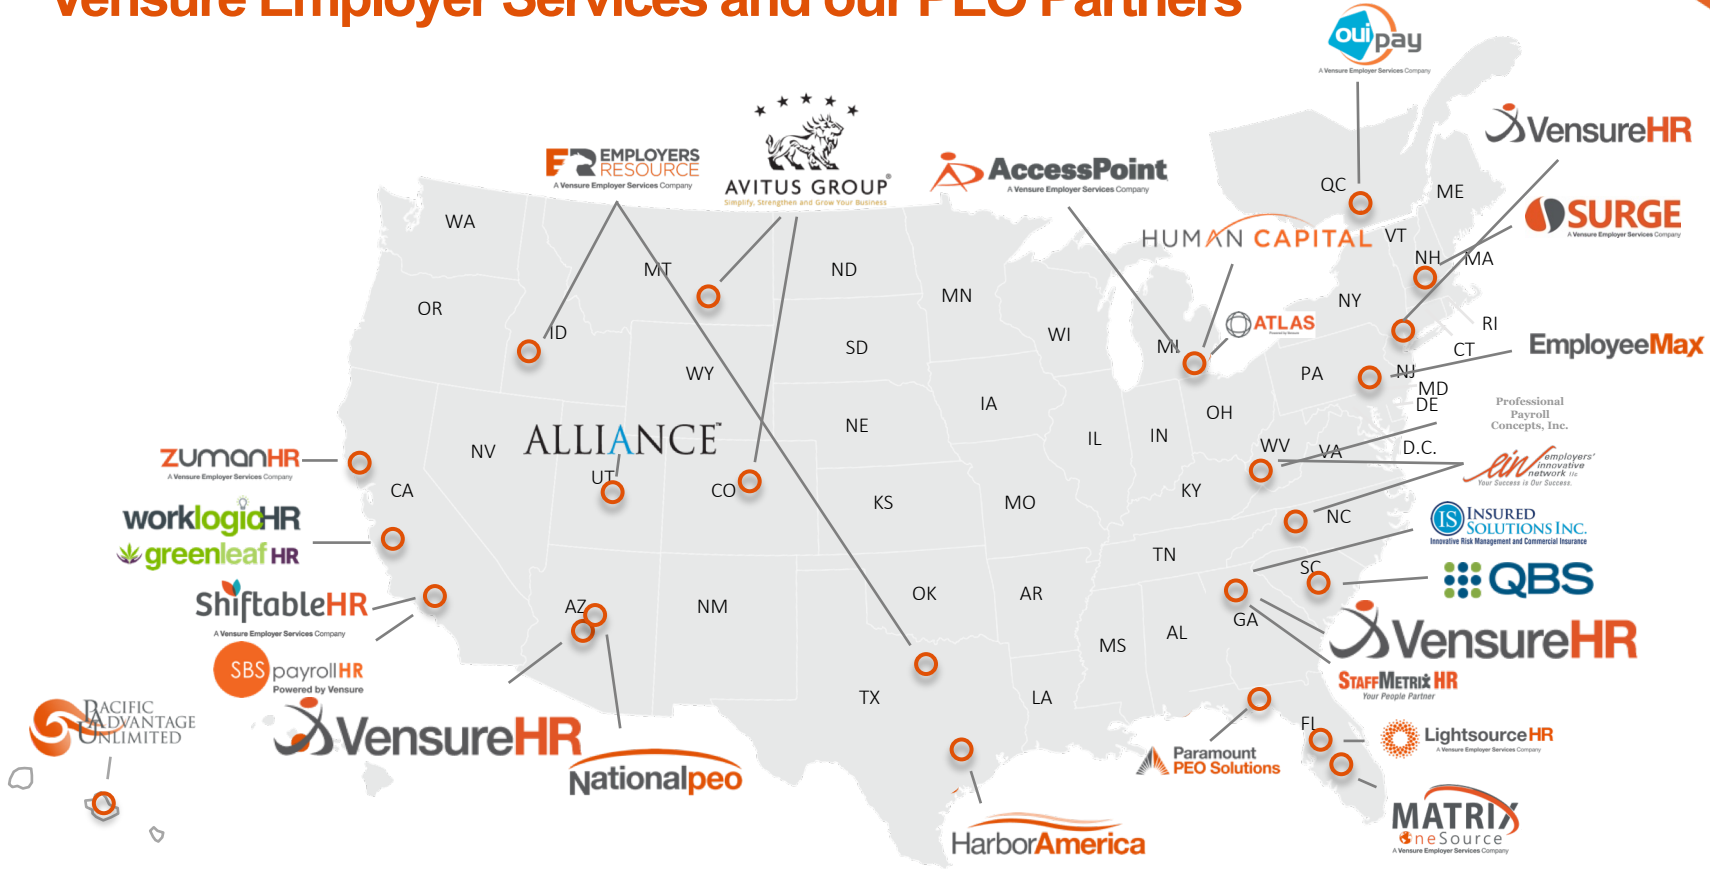 Vensure Employer Services and our PEO Partners
oui pay
A Vensure Employer Services Company
VensureHR
EMPLOYERS
RESOURCE
A Vensure Employer Services Company
AVITUS GROUP®
Simplify, Strengthen and Grow Your Business
AccessPoint
A Vensure Employer Services Company
HUMAN CAPITAL
SURGE
A Vensure Employer Services Company
ATLAS
EmployeeMax
QC
ME
VT
NH
MA
NY
RI
CT
WA
MT
ND
MN
OR
ID
SD
WI
MI
WY
PA
NJ
MD
DE
IA
OH
NE
IL
IN
WV
VA
D.C.
Professional
Payroll
Concepts, Inc.
ein employers'
innovative
network llc
Your Success is Our Success.
ALLIANCE™
NV
UT
CO
CA
KS
MO
KY
NC
TN
SC
zumanHR
A Vensure Employer Services Company
worklogicHR
greenleaf HR
ShiftableHR
A Vensure Employer Services Company
SBS payrollHR
Powered by Vensure
AZ
NM
OK
AR
MS
AL
GA
TX
LA
FL
INSURED
IS SOLUTIONS INC.
Innovative Risk Management and Commercial Insurance
QBS
VensureHR
STAFFMETRIX HR
Your People Partner
PACIFIC
ADVANTAGE
UNLIMITED
VensureHR
Nationalpeo
HarborAmerica
Paramount
PEO Solutions
LightsourceHR
A Vensure Employer Services Company
MATRIX
OneSource
A Vensure Employer Services Company